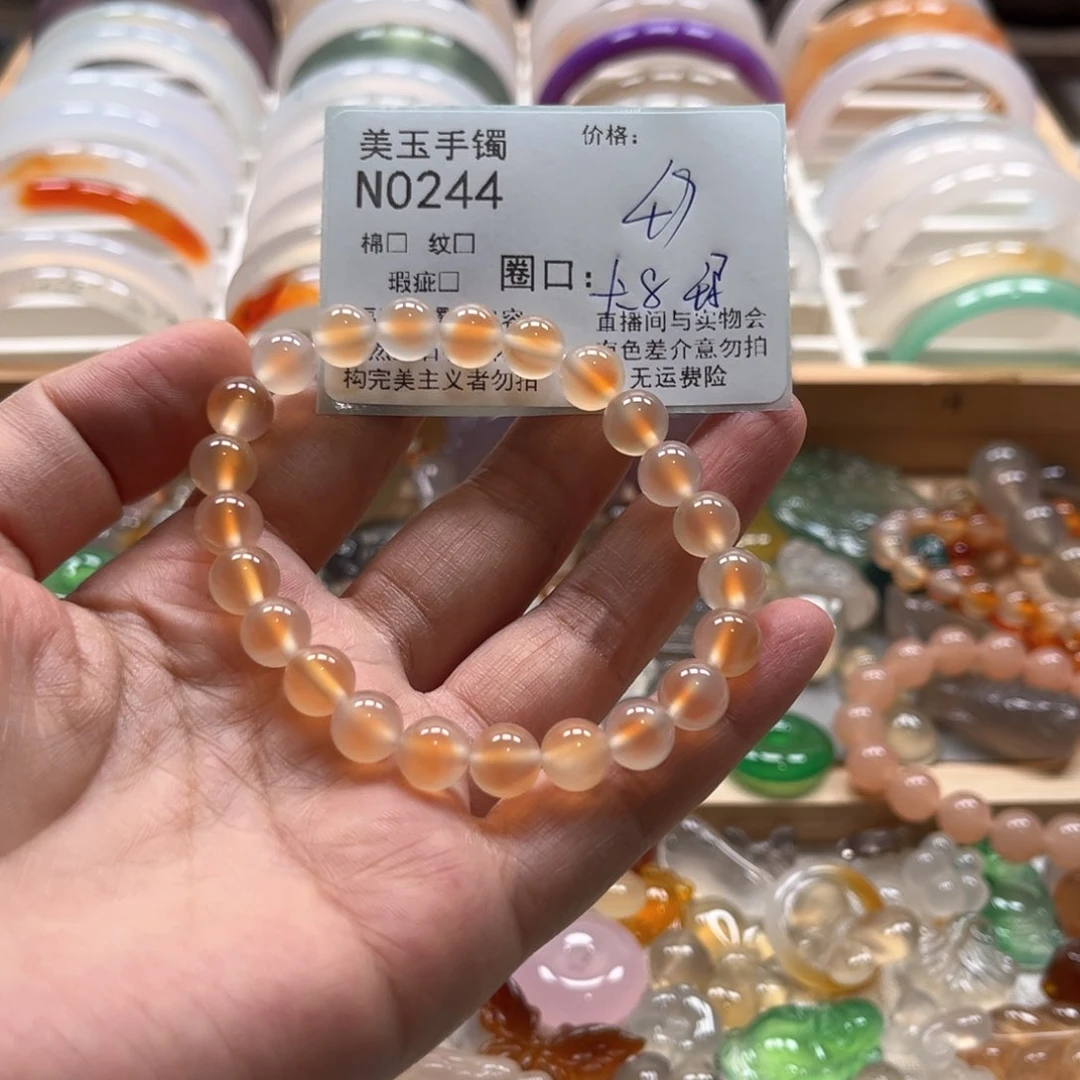 美玉手镯
价格:
N0244
棉□ 纹□
瑕疵□
圈口:
直播间与实物会
有色差介意勿拍
构完美主义者勿拍
无运费险